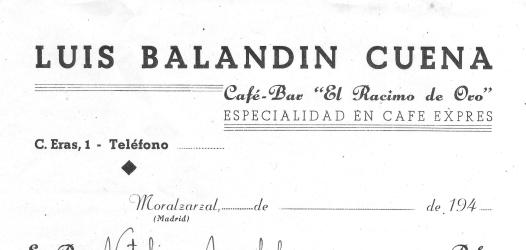 LUIS BALANDIN CUENA
Café-Bar "El Racimo de Oro"
ESPECIALIDAD EN CAFE EXPRES
C. Eras, 1 - Teléfono
Moralzarzal, de de 194
(Madrid)